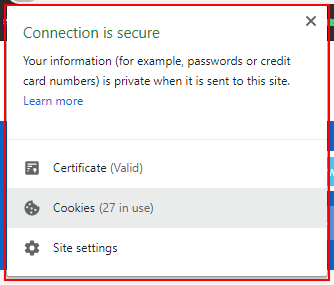 Connection is secure
Your information (for example, passwords or credit
card numbers) is private when it is sent to this site.
Learn more
Certificate (Valid)
Cookies (27 in use)
Site settings